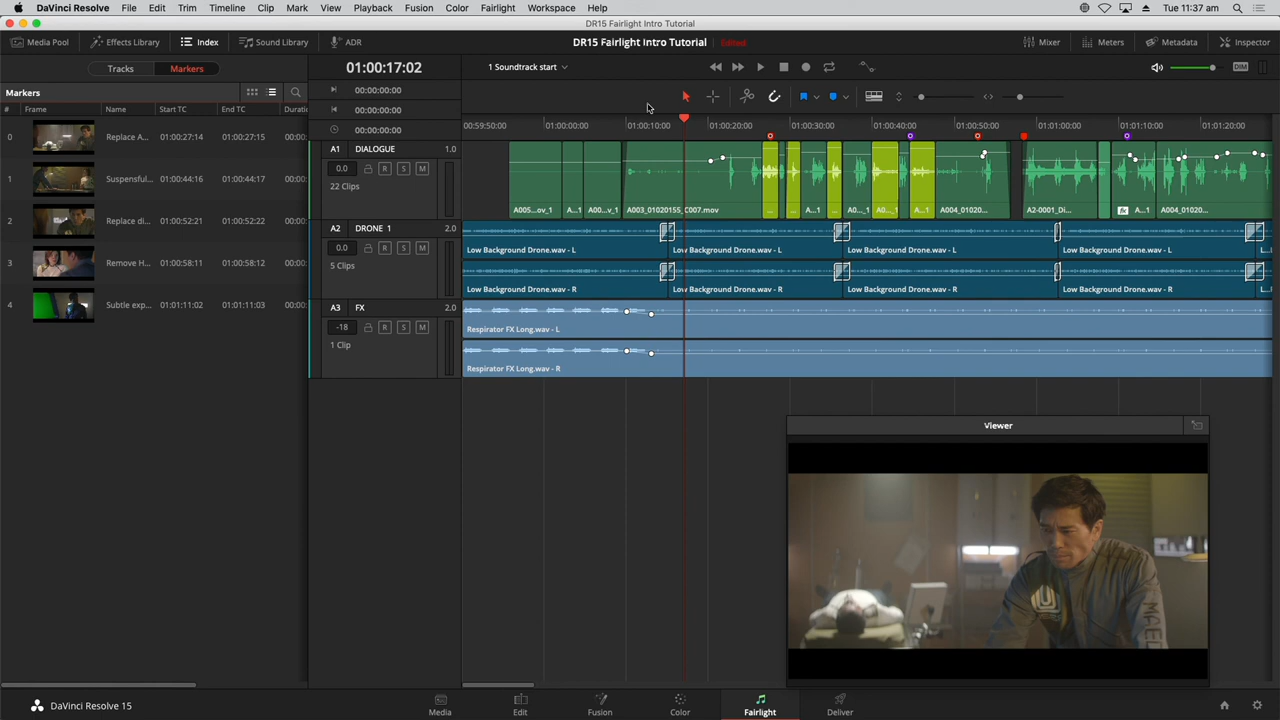 DaVinci Resolve File Edit Trim Timeline Clip Mark View Playback Fusion Color Fairlight Workspace Help Tue 11:37 am
DR15 Fairlight Intro Tutorial
Media Pool Effects Library Index Sound Library ADR DR15 Fairlight Intro Tutorial Edited Mixer Meters Metadata Inspector
Tracks Markers 01:00:17:02 1 Soundtrack start DIM
Markers 00:00:00:00
# Frame Name Start TC End TC Duratio
00:00:00:00
00:00:00:00 00:59:50:00 01:00:00:00 01:00:10:00 01:00:20:00 01:00:30:00 01:00:40:00 01:00:50:00 01:01:00:00 01:01:10:00 01:01:20:00
0 Replace A... 01:00:27:14 01:00:27:15 00:00:
1 Suspensful... 01:00:44:16 01:00:44:17 00:00:
2 Replace di... 01:00:52:21 01:00:52:22 00:00:
3 Remove H... 01:00:58:11 01:00:58:12 00:00:
4 Subtle exp... 01:01:11:02 01:01:11:03 00:00:
A1 DIALOGUE 1.0
0.0 R S M
22 Clips
A005...ov_1 A...1 A00...v_1 A003_01020155_C007.mov ... ... ... A...1 A0..._1 A0..._1 A...1 A004_01020... A2-0001_Di... fx A...1 A004_01020...
A2 DRONE 1 2.0
0.0 R S M
5 Clips
Low Background Drone.wav - L Low Background Drone.wav - L Low Background Drone.wav - L Low Background Drone.wav - L L...
Low Background Drone.wav - R Low Background Drone.wav - R Low Background Drone.wav - R Low Background Drone.wav - R L...
A3 FX 2.0
-18 R S M
1 Clip
Respirator FX Long.wav - L
Respirator FX Long.wav - R
Viewer
DaVinci Resolve 15 Media Edit Fusion Color Fairlight Deliver